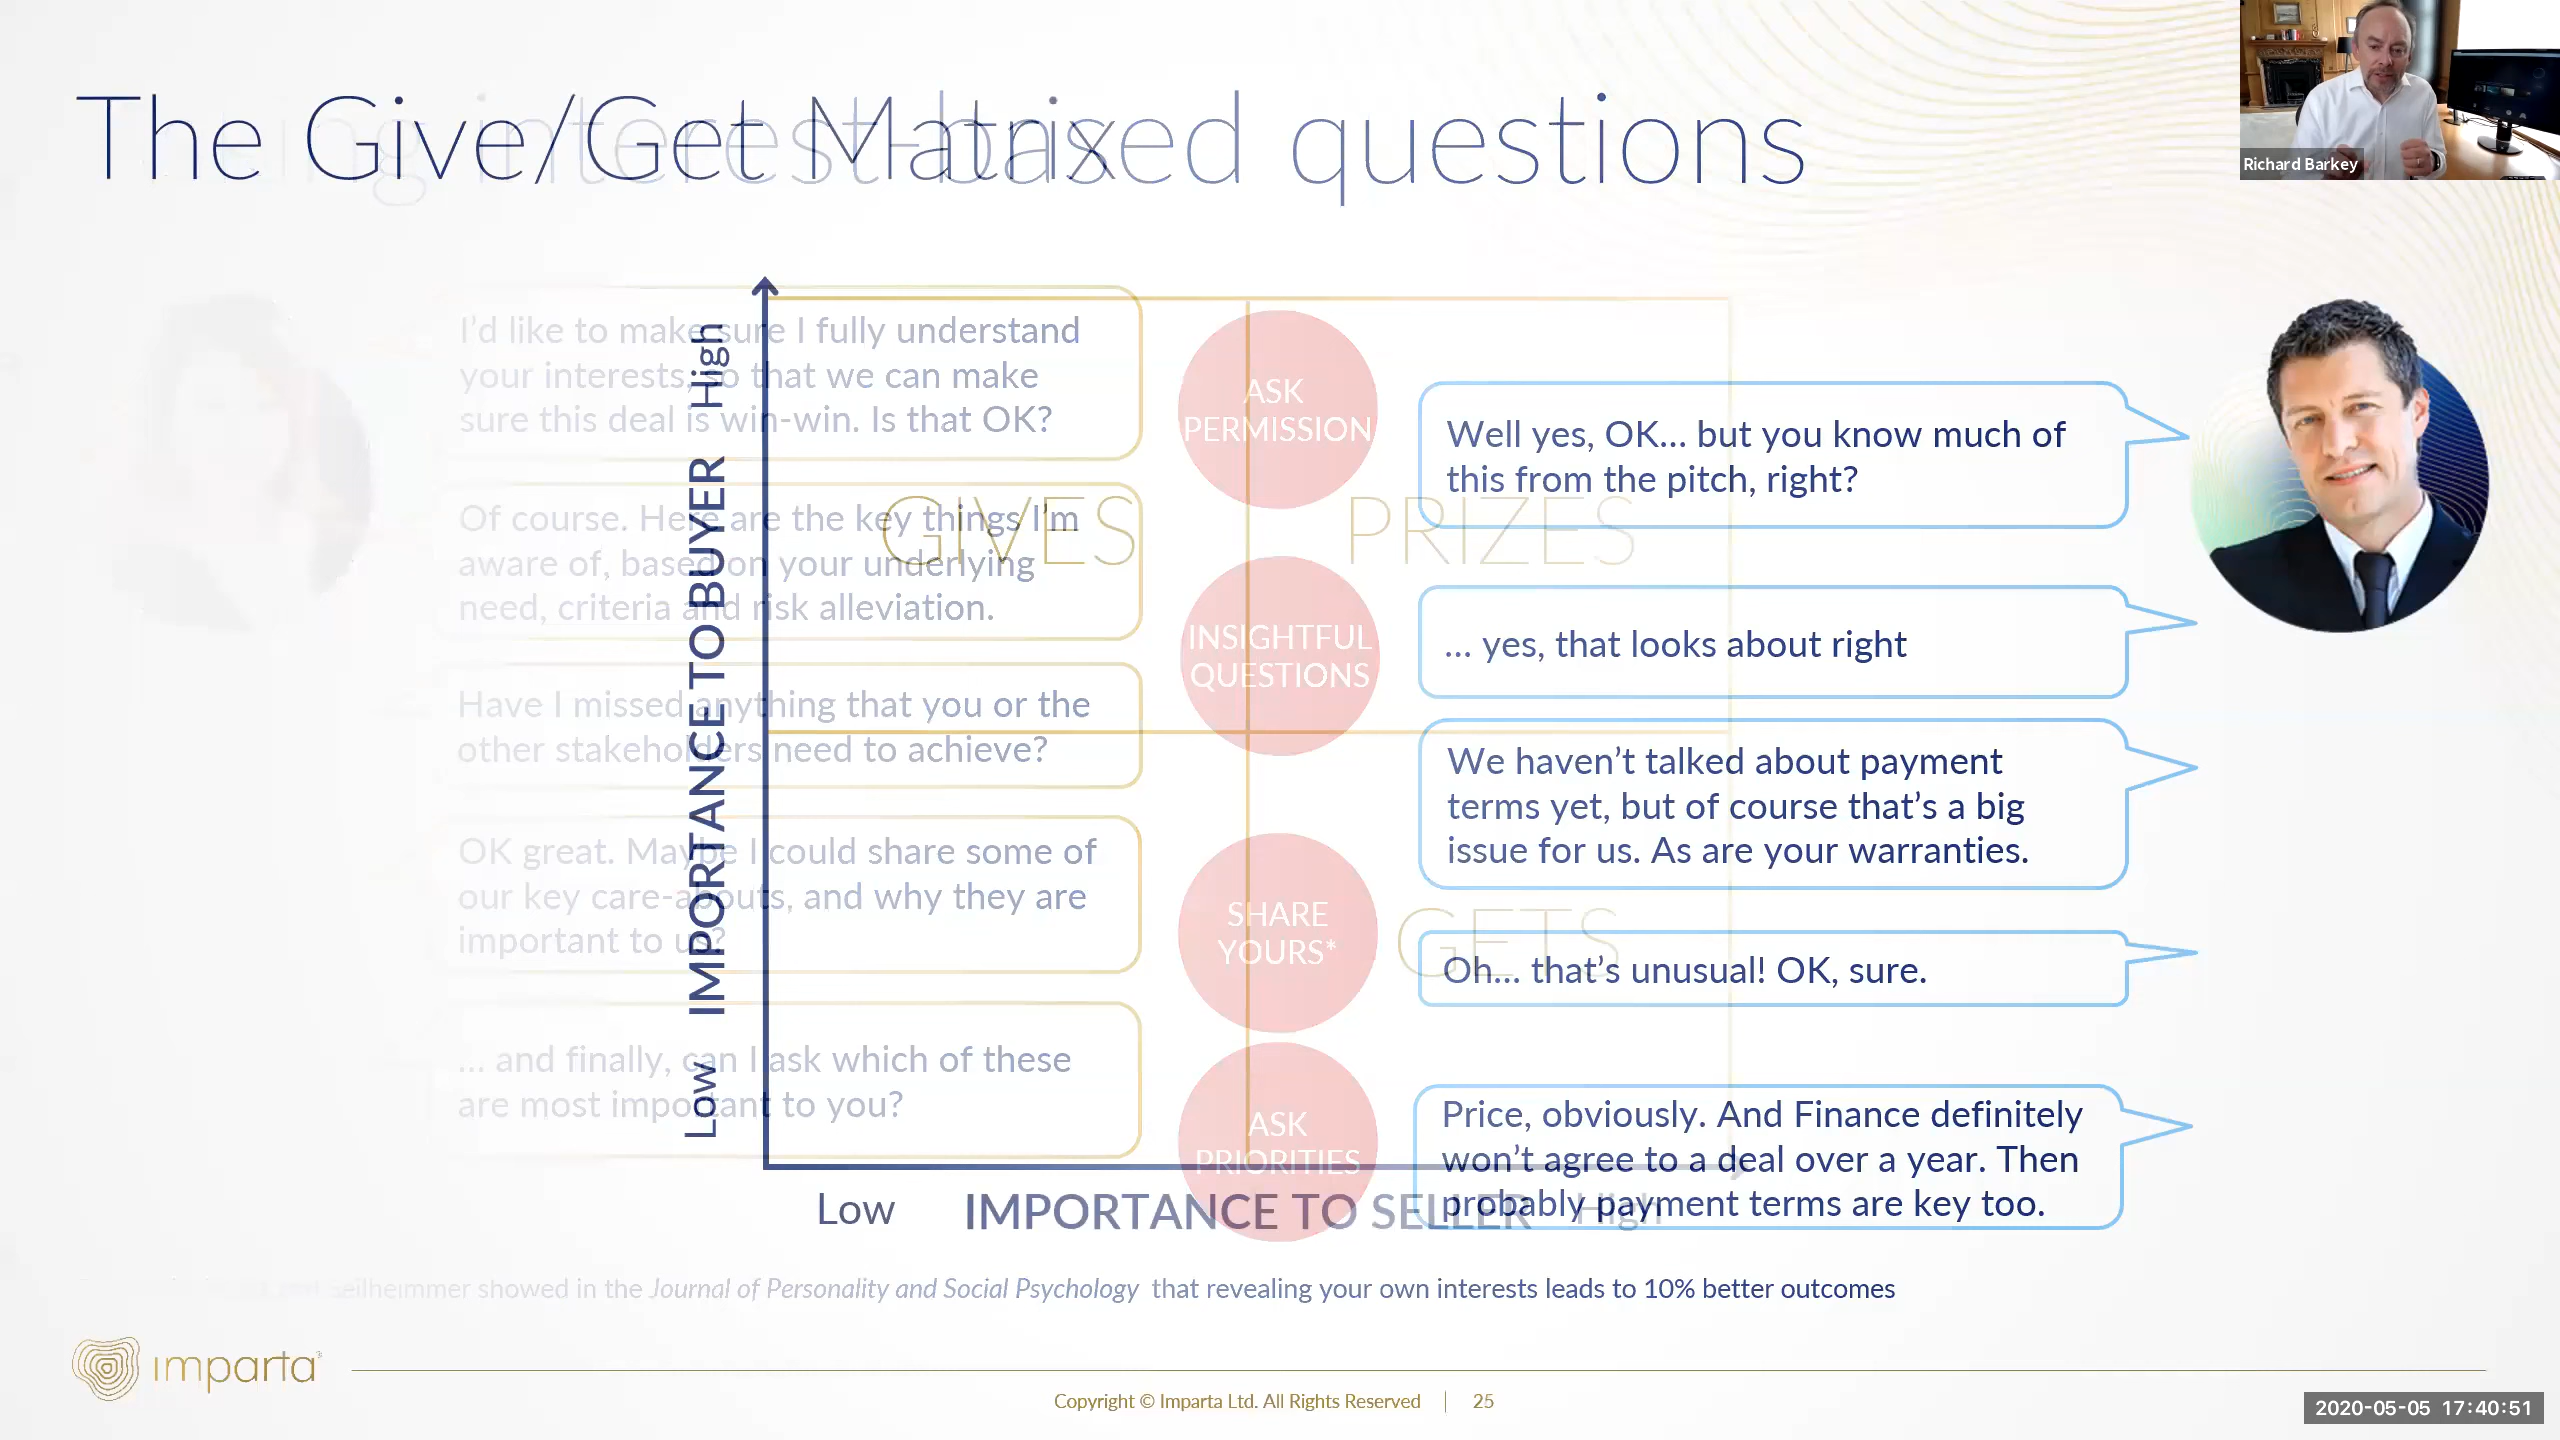 The Give/Get Matrix
interest-based questions
Richard Barkey
I'd like to make sure I fully understand
your interests, so that we can make
sure this deal is win-win. Is that OK?
ASK
PERMISSION
Well yes, OK... but you know much of
this from the pitch, right?
Of course. Here are the key things I'm
aware of, based on your underlying
need, criteria and risk alleviation.
INSIGHTFUL
QUESTIONS
... yes, that looks about right
Have I missed anything that you or the
other stakeholders need to achieve?
We haven't talked about payment
terms yet, but of course that's a big
issue for us. As are your warranties.
OK great. Maybe I could share some of
our key care-abouts, and why they are
important to us?
SHARE
YOURS*
Oh... that's unusual! OK, sure.
... and finally, can I ask which of these
are most important to you?
ASK
PRIORITIES
Price, obviously. And Finance definitely
won't agree to a deal over a year. Then
probably payment terms are key too.
GIVES
PRIZES
GETS
Low IMPORTANCE TO BUYER High
Low IMPORTANCE TO SELLER High
showed in the Journal of Personality and Social Psychology that revealing your own interests leads to 10% better outcomes
imparta
Copyright © Imparta Ltd. All Rights Reserved | 25
2020-05-05 17:40:51